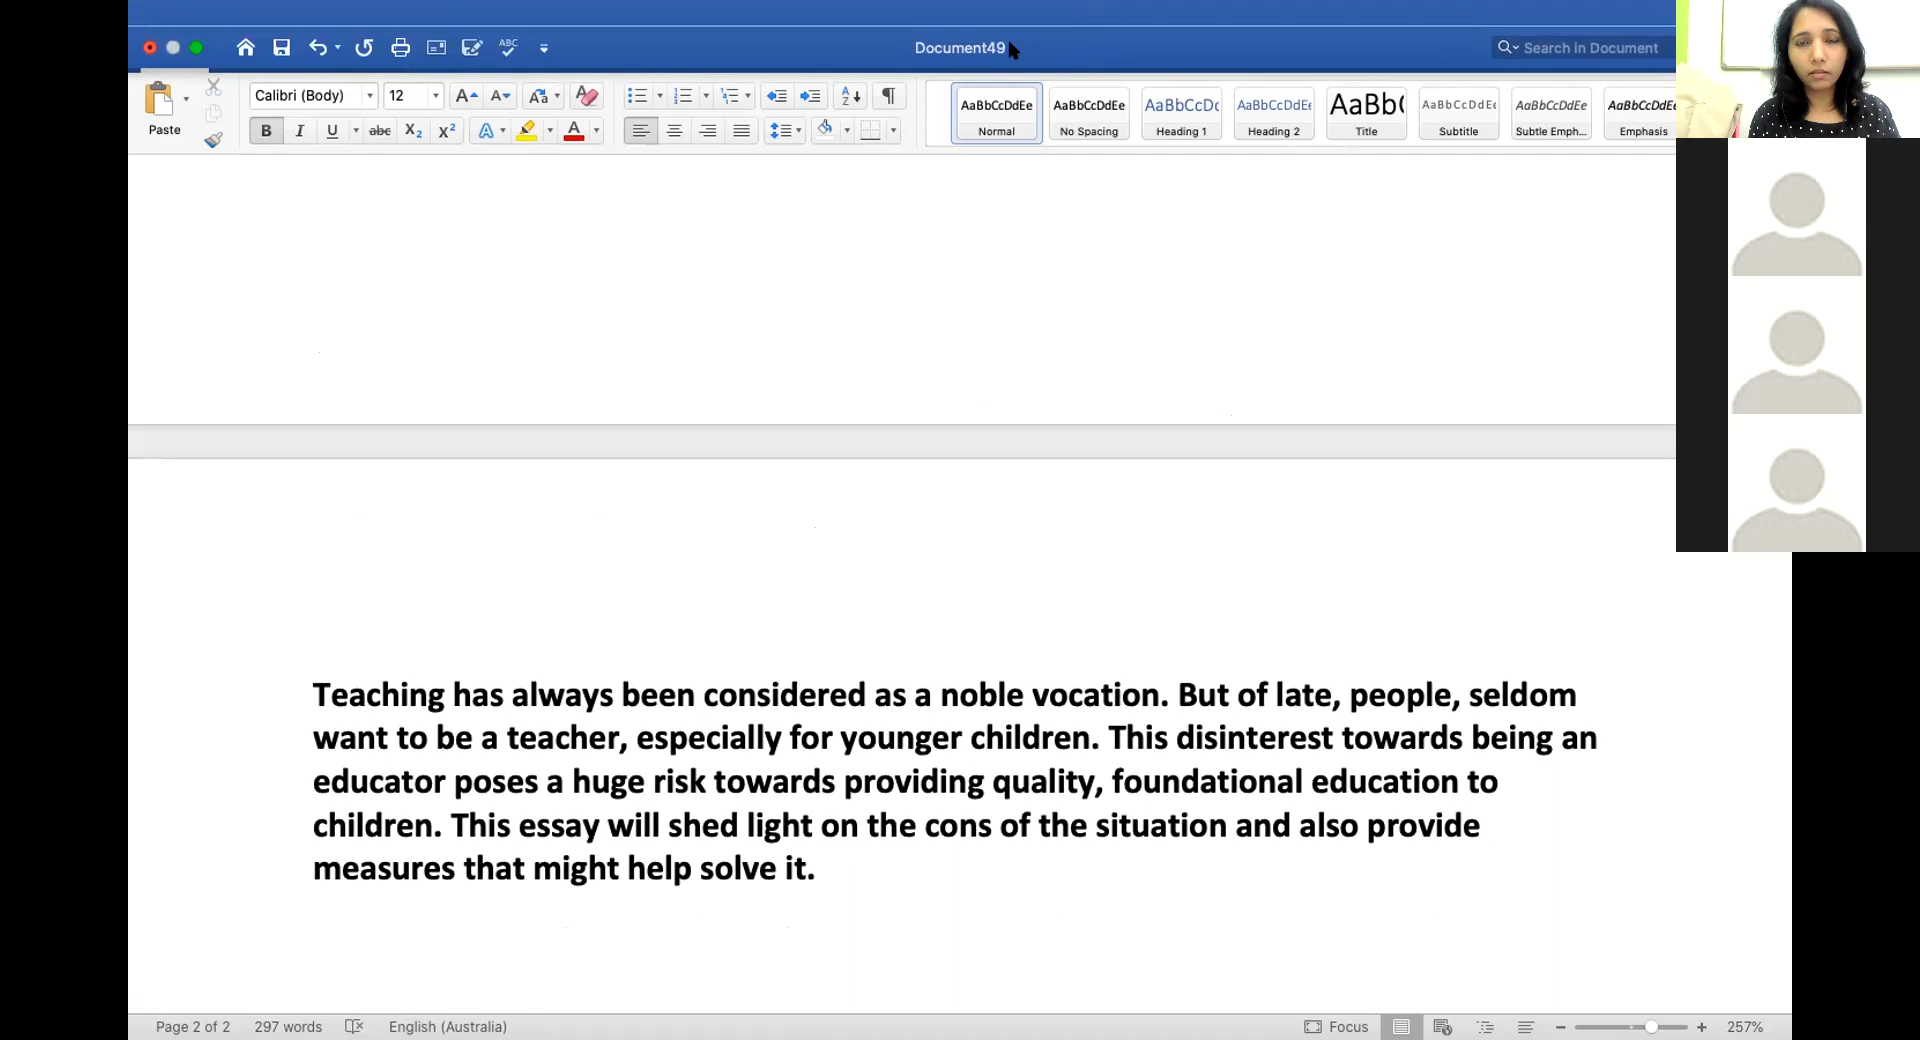 Document49
Search in Document
Paste
Calibri (Body)
12
ABC
B I U abc X2 X2 A A
AaBbCcDdEe
Normal
AaBbCcDdEe
No Spacing
AaBbCcDc
Heading 1
AaBbCcDdEe
Heading 2
AaBb(
Title
AaBbCcDdEe
Subtitle
AaBbCcDdEe
Subtle Emph...
AaBbCcDdEe
Emphasis
Teaching has always been considered as a noble vocation. But of late, people, seldom
want to be a teacher, especially for younger children. This disinterest towards being an
educator poses a huge risk towards providing quality, foundational education to
children. This essay will shed light on the cons of the situation and also provide
measures that might help solve it.
Page 2 of 2
297 words
English (Australia)
Focus
257%